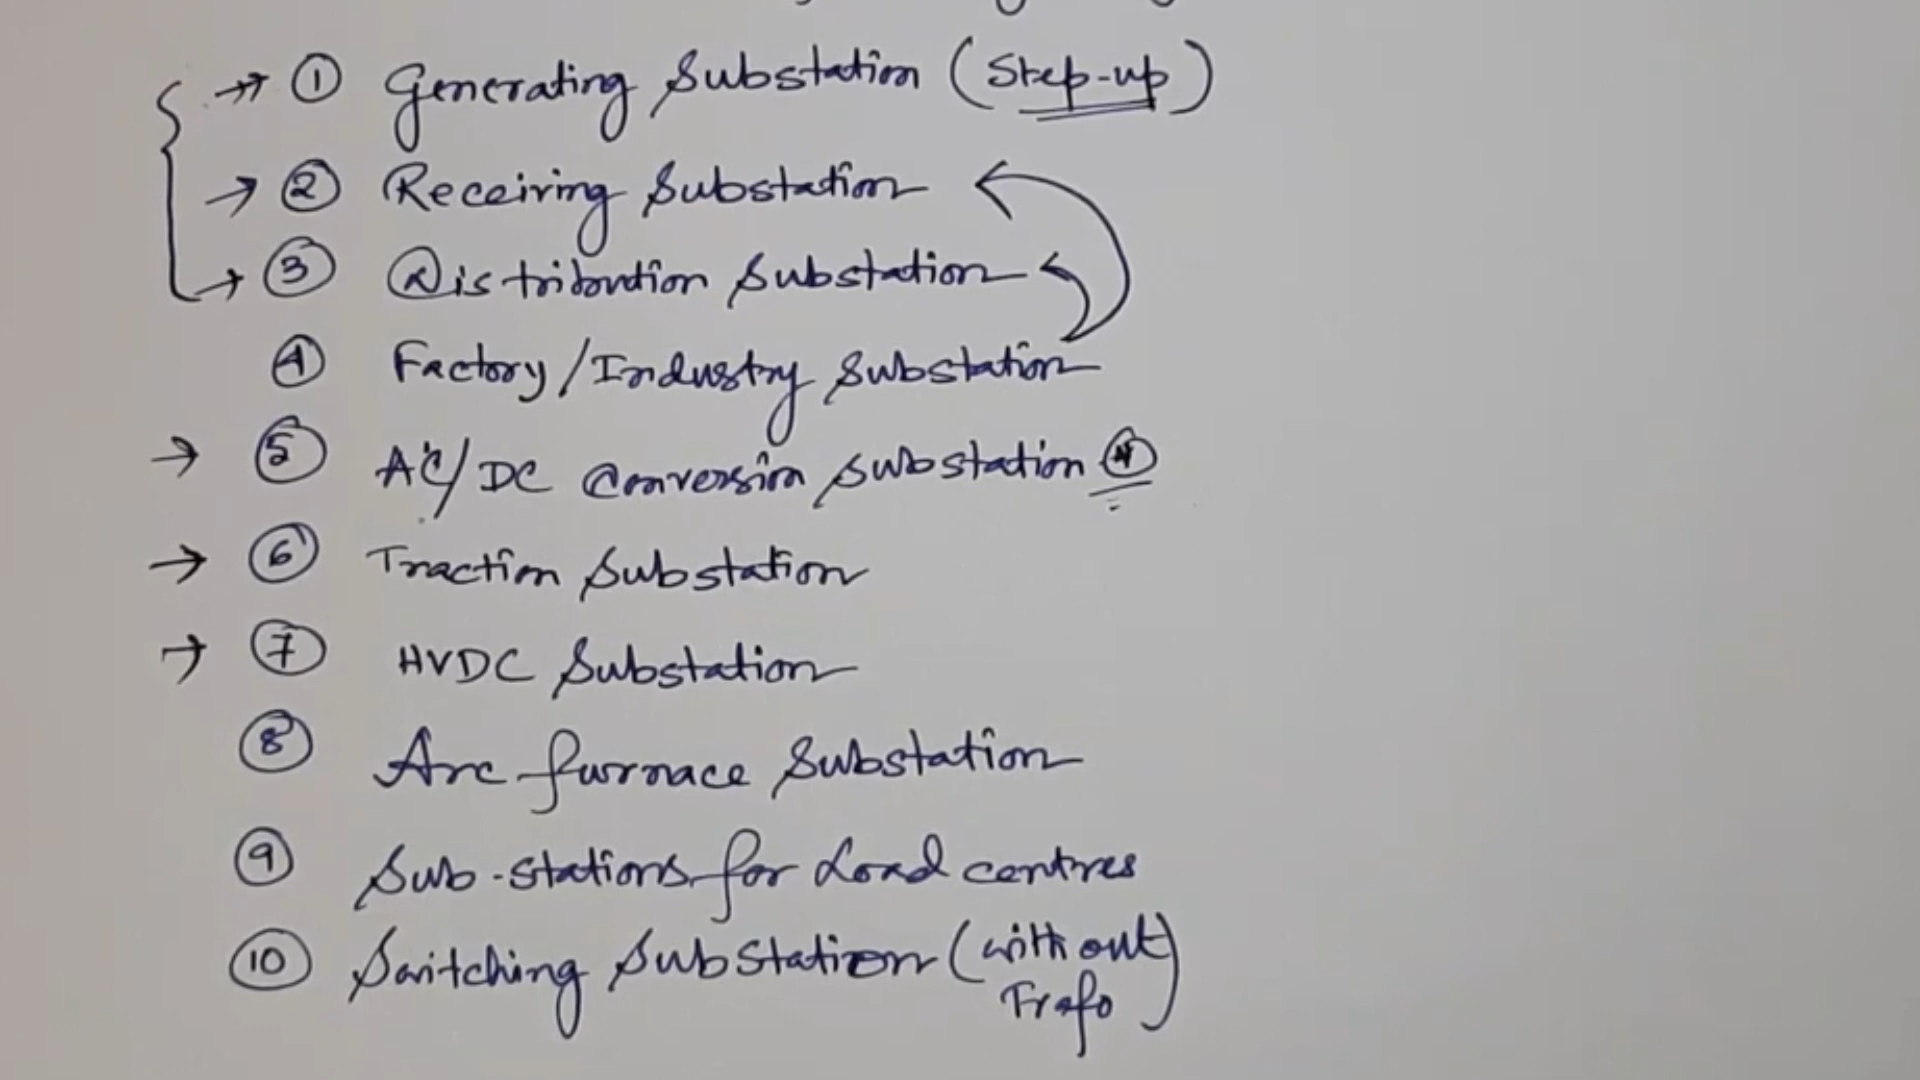 → ① Generating Substation (Step-up)
→ ② Receiving Substation
→ ③ Distribution Substation
④ Factory/Industry Substation
→ ⑤ AC/DC Conversion Substation
→ ⑥ Traction Substation
→ ⑦ HVDC Substation
⑧ Arc furnace Substation
⑨ Sub-stations for Load centres
⑩ Switching Substation (without
Trafo)